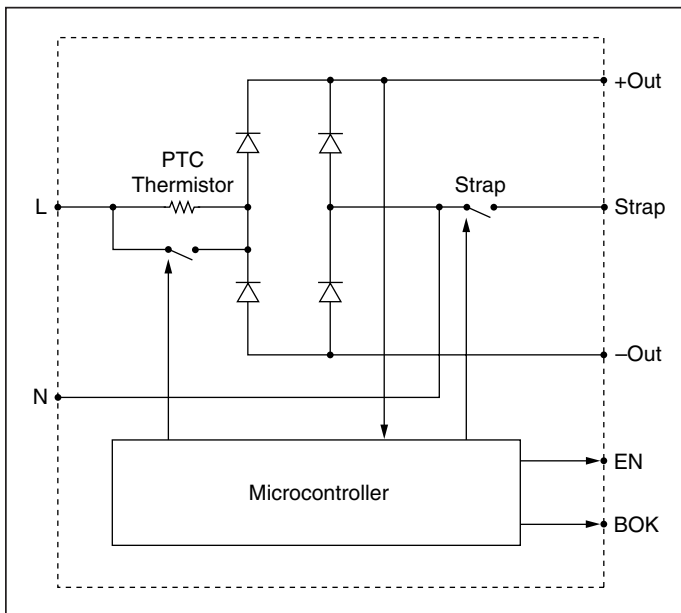 +Out
PTC
Thermistor
L
Strap
Strap
–Out
N
EN
Microcontroller
BOK